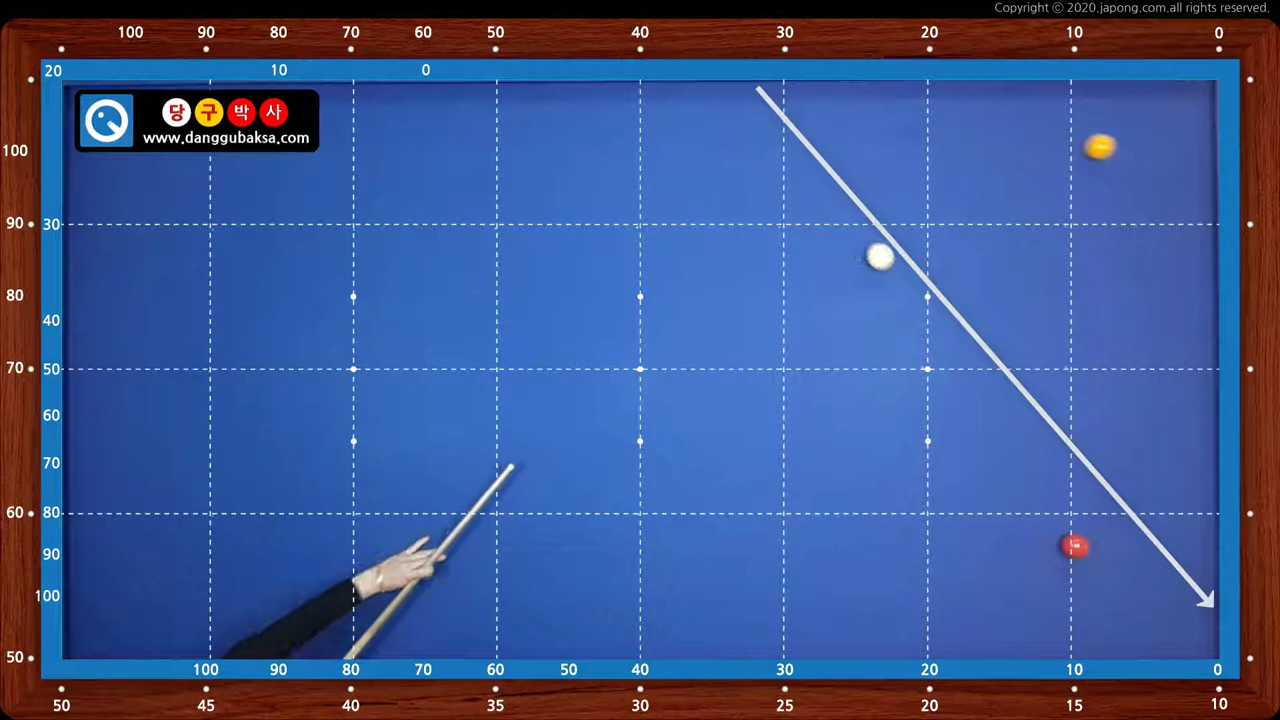 Copyright ⓒ 2020.japong.com.all rights reserved.
100 90 80 70 60 50 40 30 20 10 0
20 10 0
당구박사
www.danggubaksa.com
100
90 30
80
40
70 50
60
70
60 80
90
100
50
100 90 80 70 60 50 40 30 20 10 0
50 45 40 35 30 25 20 15 10